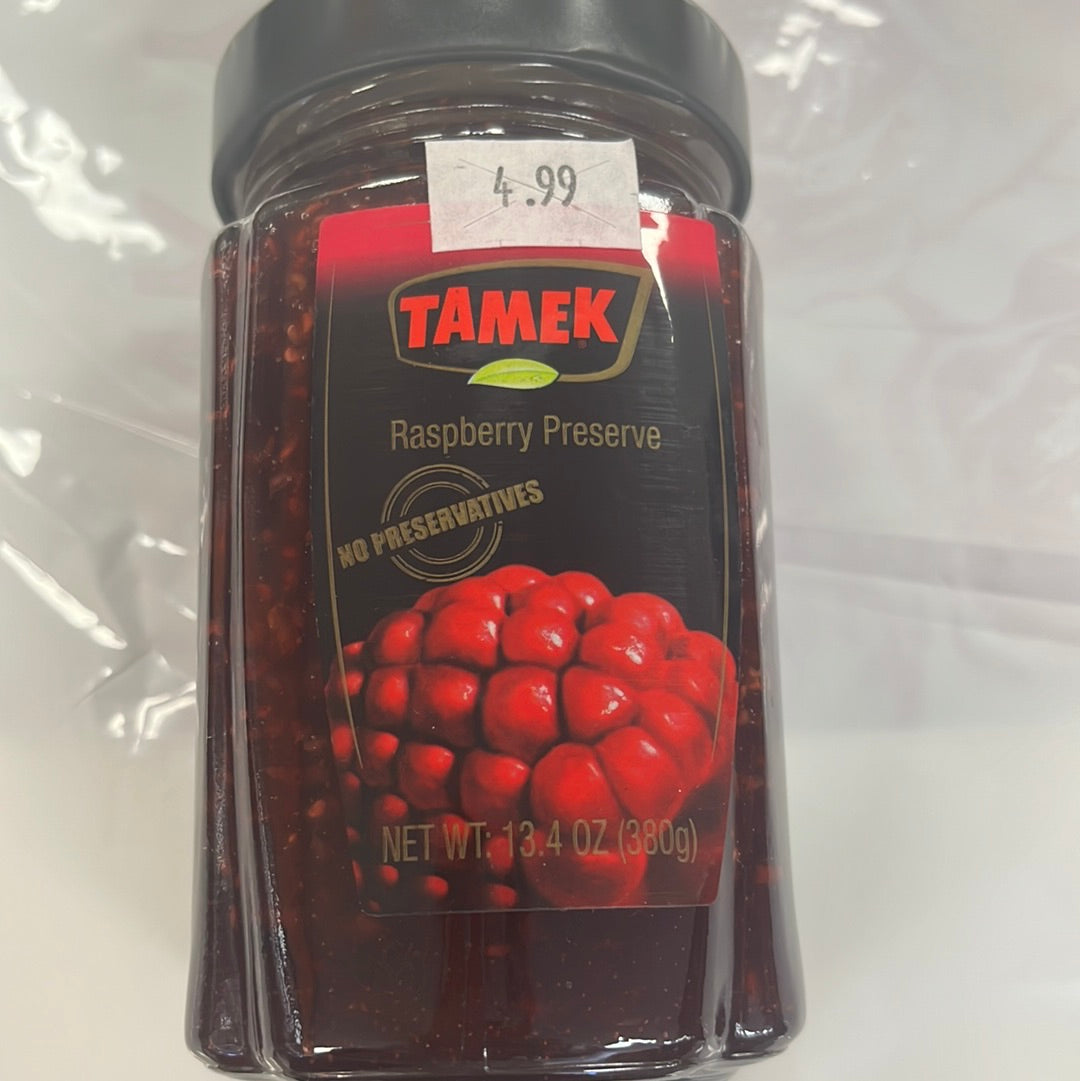 4.99
TAMEK
Raspberry Preserve
NO PRESERVATIVES
NET WT: 13.4 OZ (380g)